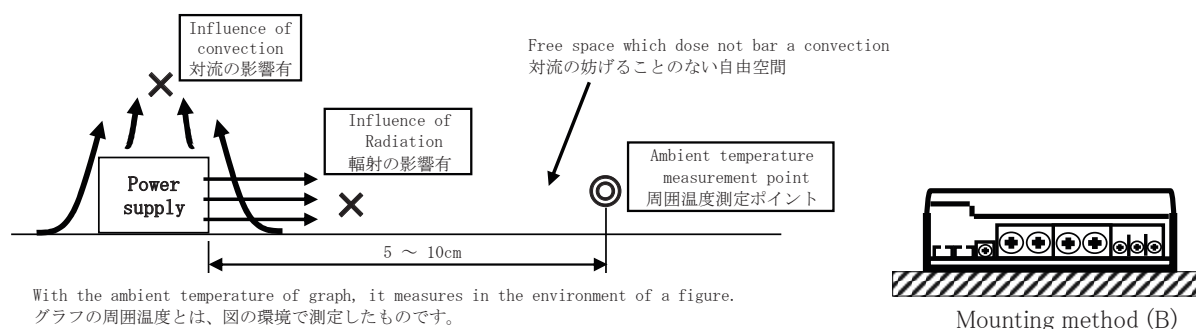 Influence of
convection
対流の影響有
Free space which dose not bar a convection
対流の妨げることのない自由空間
Influence of
Radiation
輻射の影響有
Ambient temperature
measurement point
周囲温度測定ポイント
Power
supply
5 ～ 10cm
With the ambient temperature of graph, it measures in the environment of a figure.
グラフの周囲温度とは、図の環境で測定したものです。
Mounting method (B)